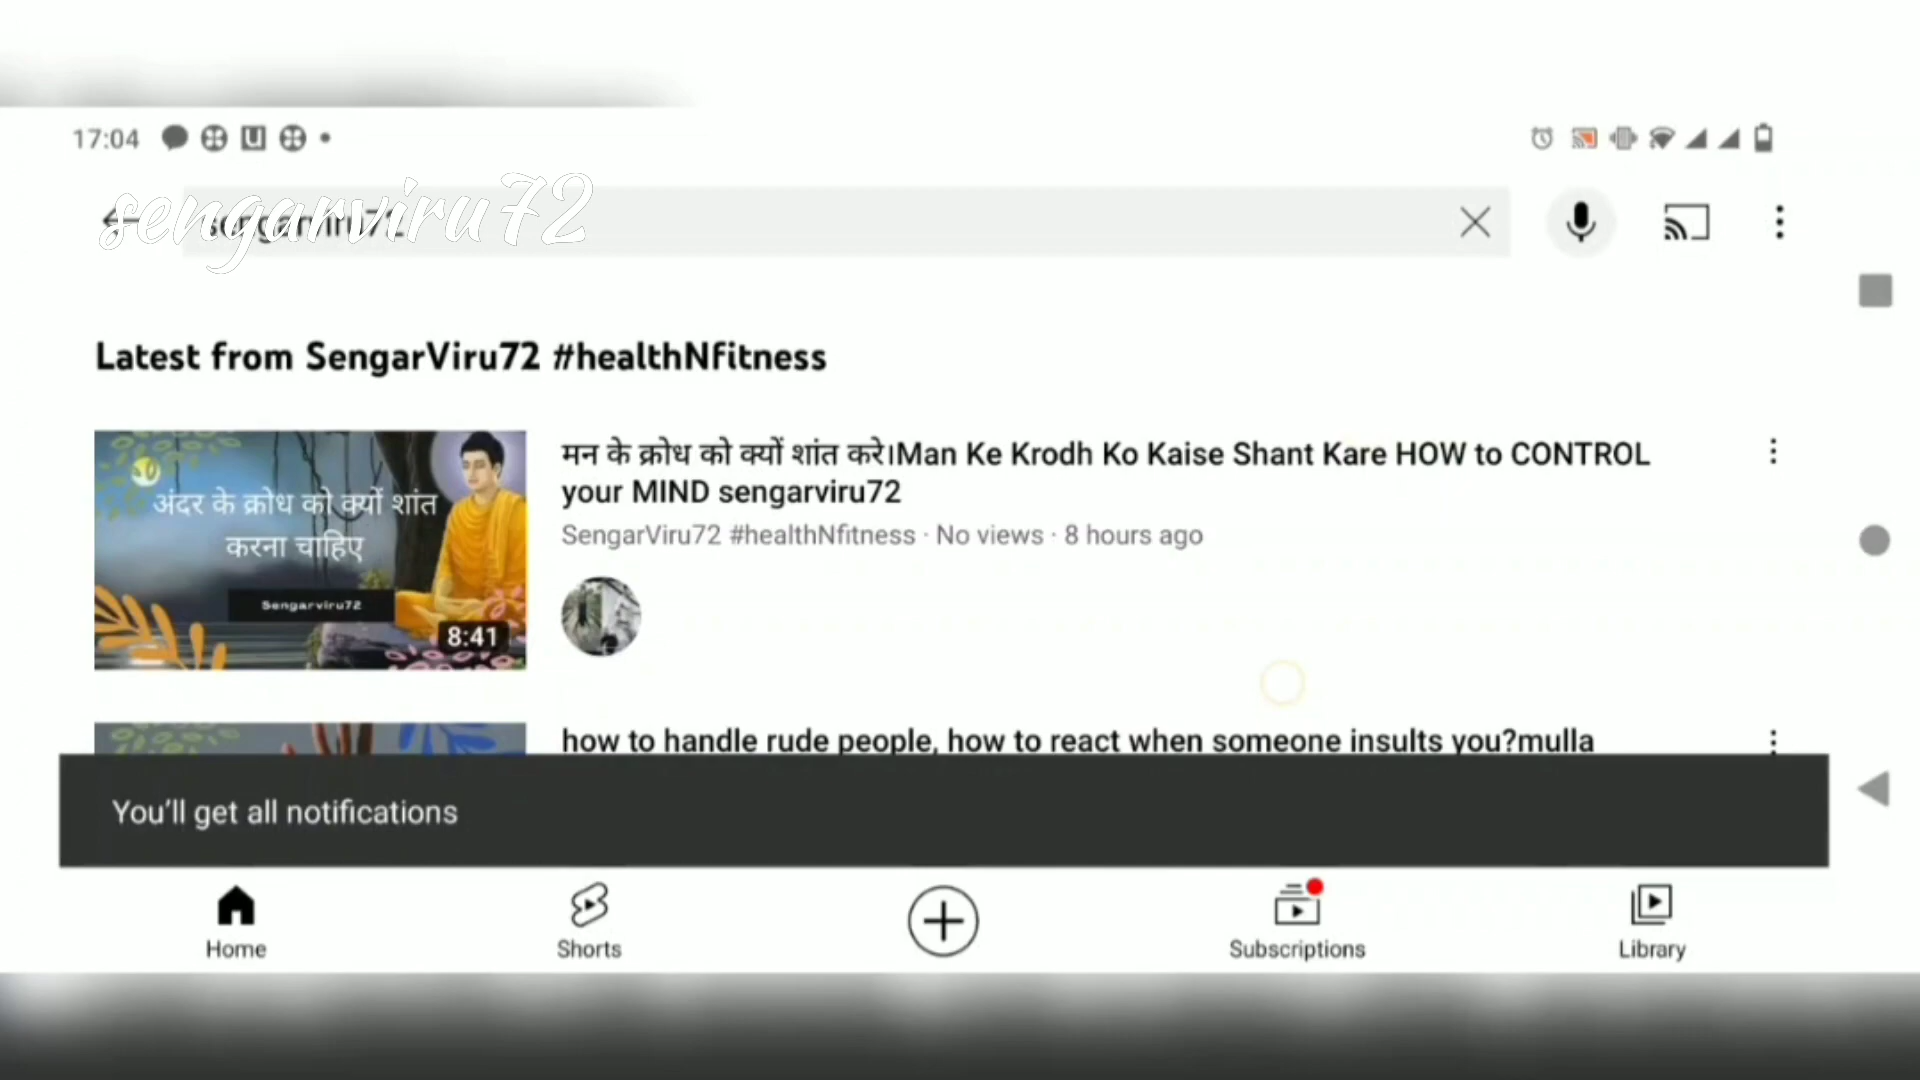 17:04
sengarviru72
sengarviru72
Latest from SengarViru72 #healthNfitness
अंदर के क्रोध को क्यों शांत
करना चाहिए
Sengarviru72
8:41
मन के क्रोध को क्यों शांत करे।Man Ke Krodh Ko Kaise Shant Kare HOW to CONTROL
your MIND sengarviru72
SengarViru72 #healthNfitness · No views · 8 hours ago
how to handle rude people, how to react when someone insults you?mulla
You'll get all notifications
Home
Shorts
Subscriptions
Library